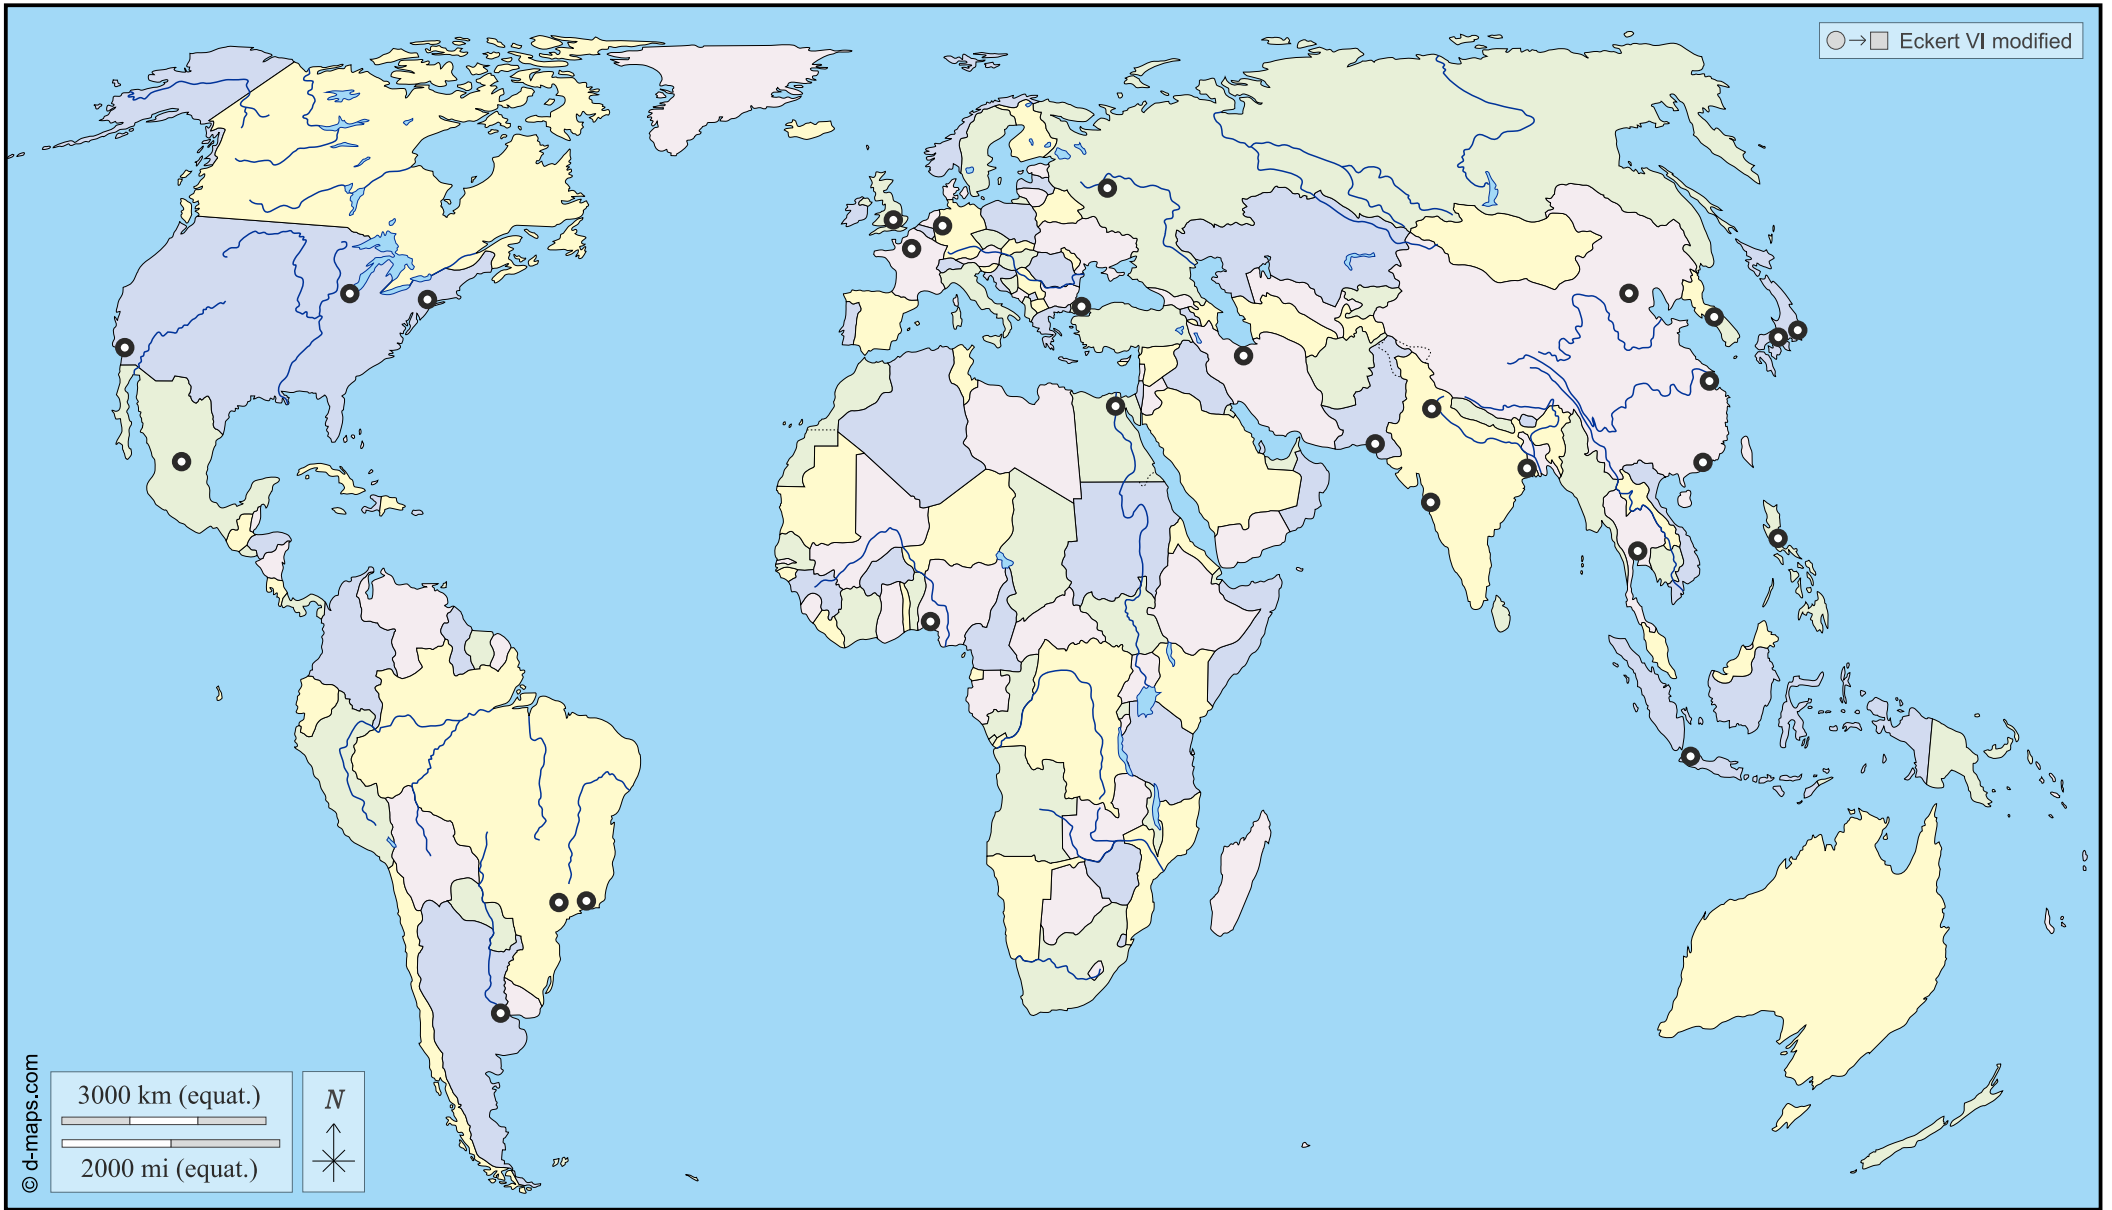 Eckert VI modified
3000 km (equat.)
2000 mi (equat.)
N
© d-maps.com